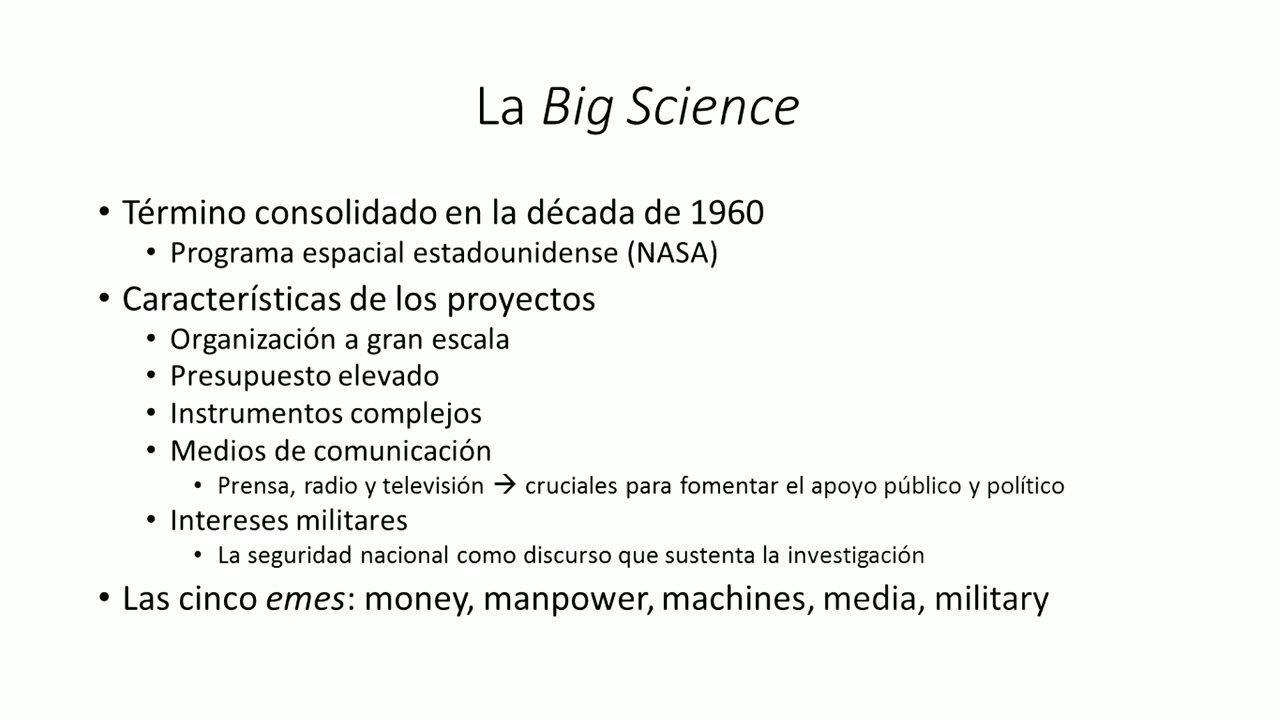 La Big Science
• Término consolidado en la década de 1960
• Programa espacial estadounidense (NASA)
• Características de los proyectos
• Organización a gran escala
• Presupuesto elevado
• Instrumentos complejos
• Medios de comunicación
• Prensa, radio y televisión → cruciales para fomentar el apoyo público y político
• Intereses militares
• La seguridad nacional como discurso que sustenta la investigación
• Las cinco emes: money, manpower, machines, media, military